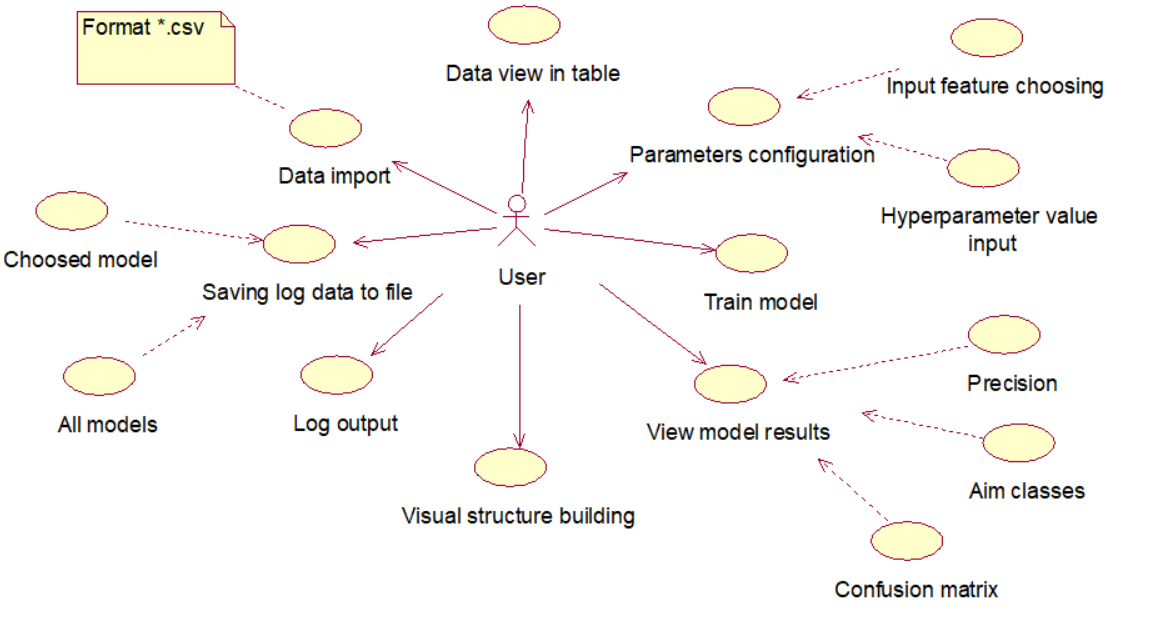 Format *.csv
Data view in table
Input feature choosing
Parameters configuration
Data import
Hyperparameter value
input
Choosed model
Saving log data to file
User
Train model
Precision
All models
Log output
View model results
Aim classes
Visual structure building
Confusion matrix